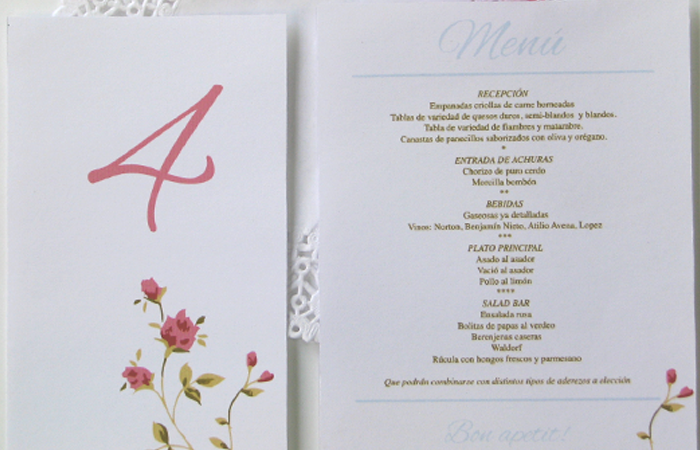 4
Menú
RECEPCIÓN
Empanadas criollas de carne horneadas
Tablas de variedad de quesos duros, semi-blandos y blandos.
Tabla de variedad de fiambres y matambre.
Canastas de panecillos saborizados con oliva y orégano.
*
ENTRADA DE ACHURAS
Chorizo de puro cerdo
Morcilla bombón
**
BEBIDAS
Gaseosas ya detalladas
Vinos: Norton, Benjamín Nieto, Atilio Avena, Lopez
***
PLATO PRINCIPAL
Asado al asador
Vació al asador
Pollo al limón
****
SALAD BAR
Ensalada rusa
Bolitas de papas al verdeo
Berenjenas caseras
Waldorf
Rúcula con hongos frescos y parmesano
Que podrán combinarse con distintos tipos de aderezos a elección
Bon apetit!